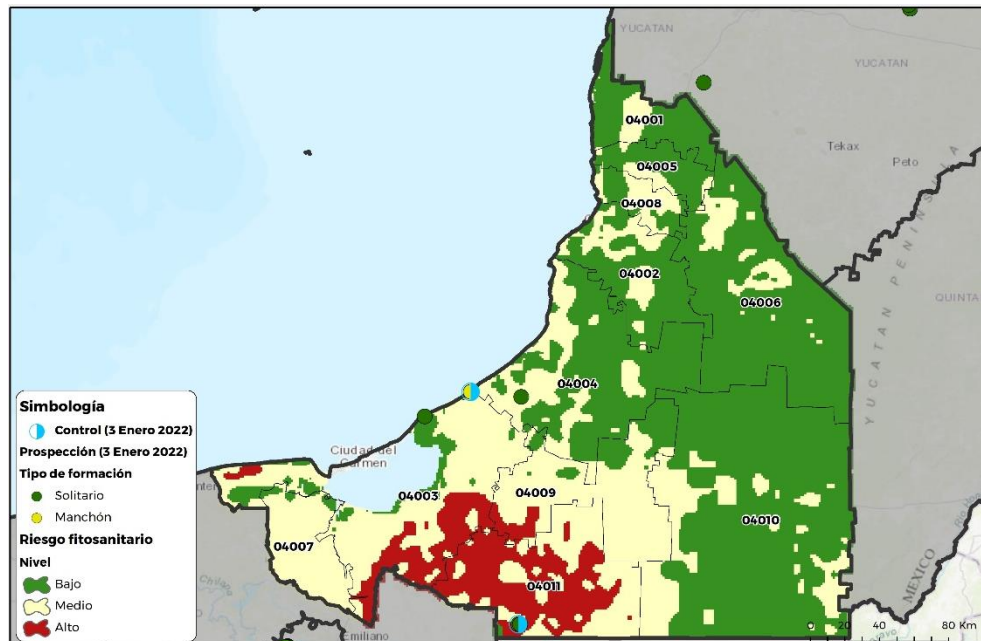 YUCATAN
YUCATAN
04001
Tekax
Peto
04005
04008
04002
04006
QUINTA
YUCATAN PENINSULA
04004
Ciudad del
Carmen
04003
04009
04010
04007
04011
MEXICO
Emiliano
20 40 80 Km
Simbología
Control (3 Enero 2022)
Prospección (3 Enero 2022)
Tipo de formación
Solitario
Manchón
Riesgo fitosanitario
Nivel
Bajo
Medio
Alto